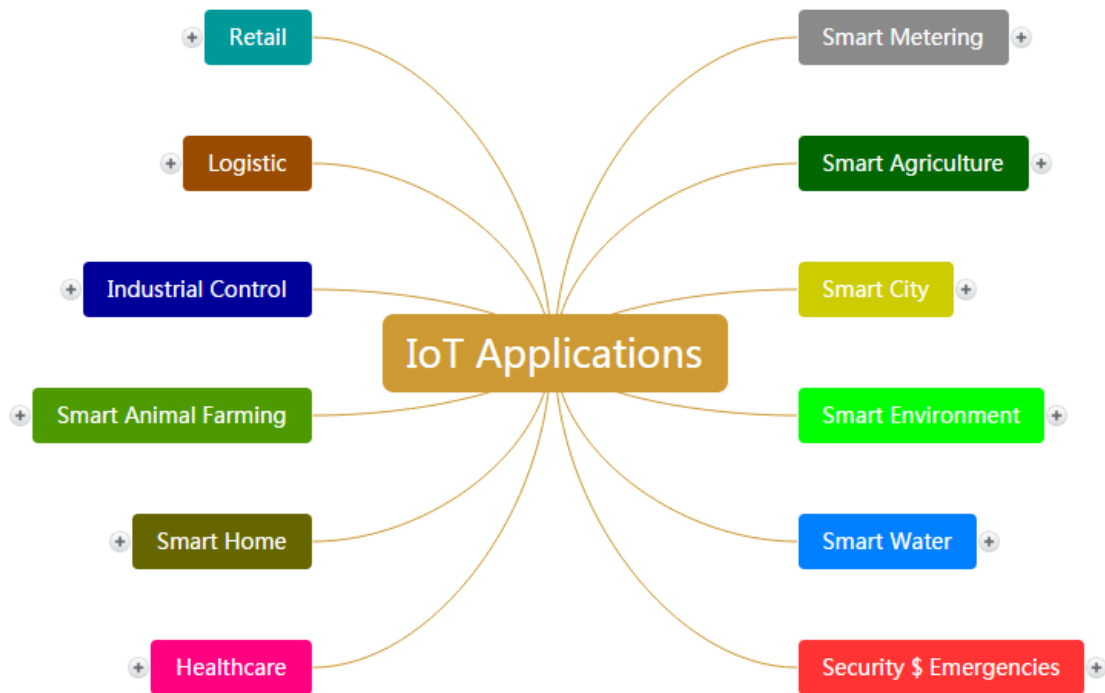 Retail
Logistic
Industrial Control
Smart Animal Farming
Smart Home
Healthcare
IoT Applications
Smart Metering
Smart Agriculture
Smart City
Smart Environment
Smart Water
Security $ Emergencies